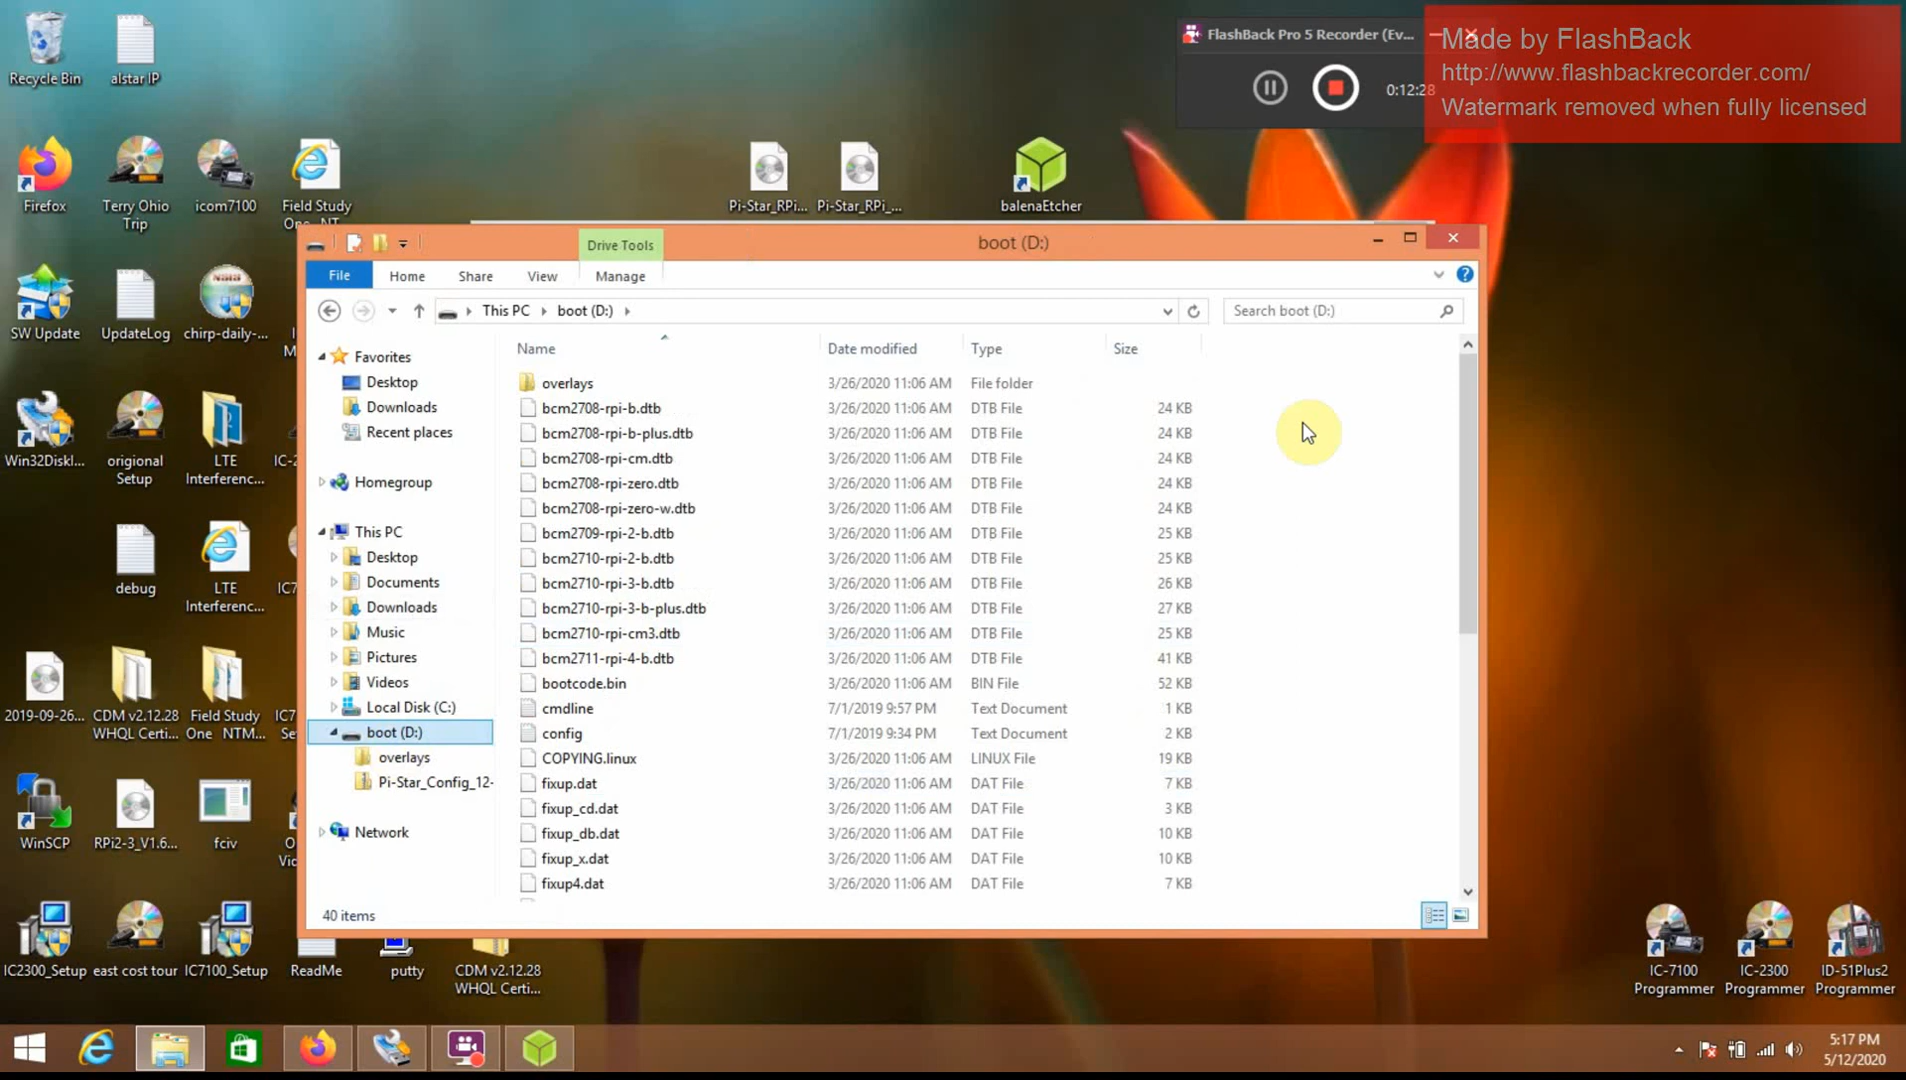 Recycle Bin
alstar IP
FlashBack Pro 5 Recorder (Ev...
0:12:28
Made by FlashBack
http://www.flashbackrecorder.com/
Watermark removed when fully licensed
Firefox
Terry Ohio
Trip
icom7100
Field Study
Pi-Star_RPi...
Pi-Star_RPi_...
balenaEtcher
SW Update
UpdateLog
chirp-daily-...
Win32DiskI...
origional
Setup
LTE
Interferenc...
debug
LTE
Interferenc...
2019-09-26...
CDM v2.12.28
WHQL Certi...
Field Study
One NTM...
WinSCP
RPi2-3_V1.6...
fciv
IC2300_Setup
east cost tour
IC7100_Setup
ReadMe
putty
CDM v2.12.28
WHQL Certi...
Drive Tools
boot (D:)
File
Home
Share
View
Manage
This PC
boot (D:)
Search boot (D:)
Favorites
Desktop
Downloads
Recent places
Homegroup
This PC
Desktop
Documents
Downloads
Music
Pictures
Videos
Local Disk (C:)
boot (D:)
overlays
Pi-Star_Config_12-
Network
Name Date modified Type Size
overlays 3/26/2020 11:06 AM File folder
bcm2708-rpi-b.dtb 3/26/2020 11:06 AM DTB File 24 KB
bcm2708-rpi-b-plus.dtb 3/26/2020 11:06 AM DTB File 24 KB
bcm2708-rpi-cm.dtb 3/26/2020 11:06 AM DTB File 24 KB
bcm2708-rpi-zero.dtb 3/26/2020 11:06 AM DTB File 24 KB
bcm2708-rpi-zero-w.dtb 3/26/2020 11:06 AM DTB File 24 KB
bcm2709-rpi-2-b.dtb 3/26/2020 11:06 AM DTB File 25 KB
bcm2710-rpi-2-b.dtb 3/26/2020 11:06 AM DTB File 25 KB
bcm2710-rpi-3-b.dtb 3/26/2020 11:06 AM DTB File 26 KB
bcm2710-rpi-3-b-plus.dtb 3/26/2020 11:06 AM DTB File 27 KB
bcm2710-rpi-cm3.dtb 3/26/2020 11:06 AM DTB File 25 KB
bcm2711-rpi-4-b.dtb 3/26/2020 11:06 AM DTB File 41 KB
bootcode.bin 3/26/2020 11:06 AM BIN File 52 KB
cmdline 7/1/2019 9:57 PM Text Document 1 KB
config 7/1/2019 9:34 PM Text Document 2 KB
COPYING.linux 3/26/2020 11:06 AM LINUX File 19 KB
fixup.dat 3/26/2020 11:06 AM DAT File 7 KB
fixup_cd.dat 3/26/2020 11:06 AM DAT File 3 KB
fixup_db.dat 3/26/2020 11:06 AM DAT File 10 KB
fixup_x.dat 3/26/2020 11:06 AM DAT File 10 KB
fixup4.dat 3/26/2020 11:06 AM DAT File 7 KB
40 items
IC-7100
Programmer
IC-2300
Programmer
ID-51Plus2
Programmer
5:17 PM
5/12/2020